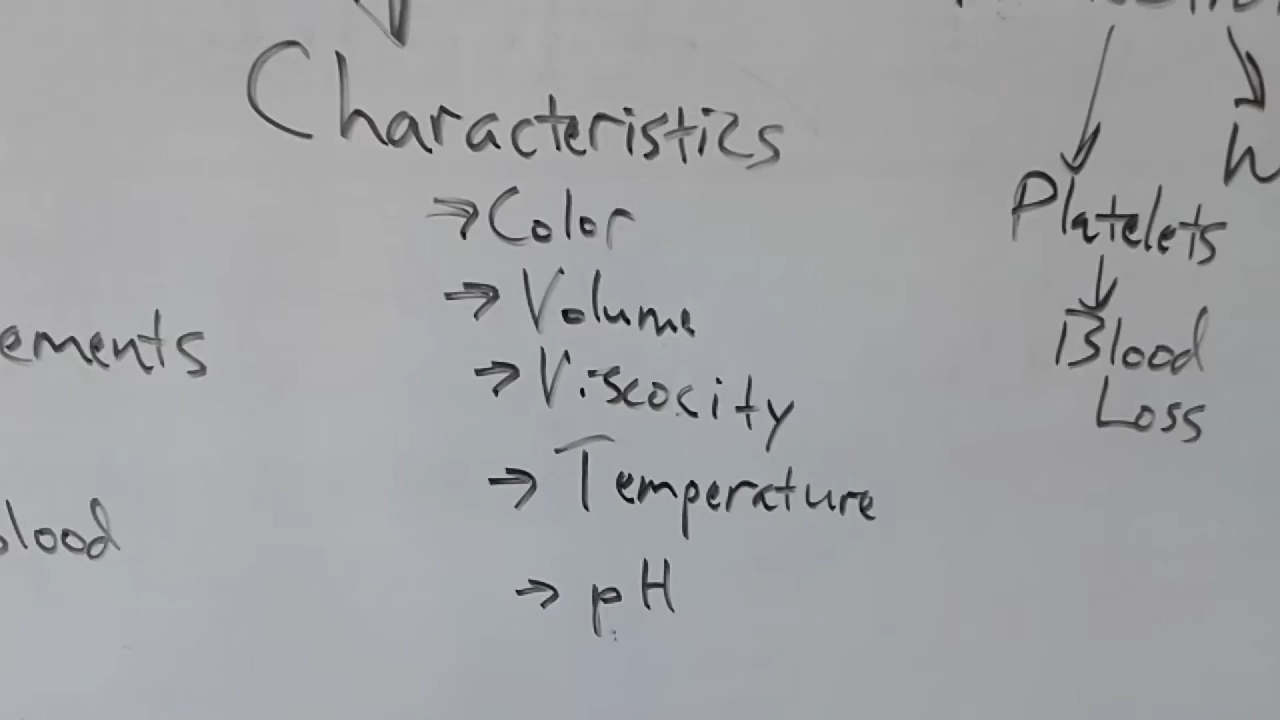 Characteristics
→ Color
→ Volume
→ Viscocity
→ Temperature
→ pH
Platelets
Blood
Loss
ements
lood